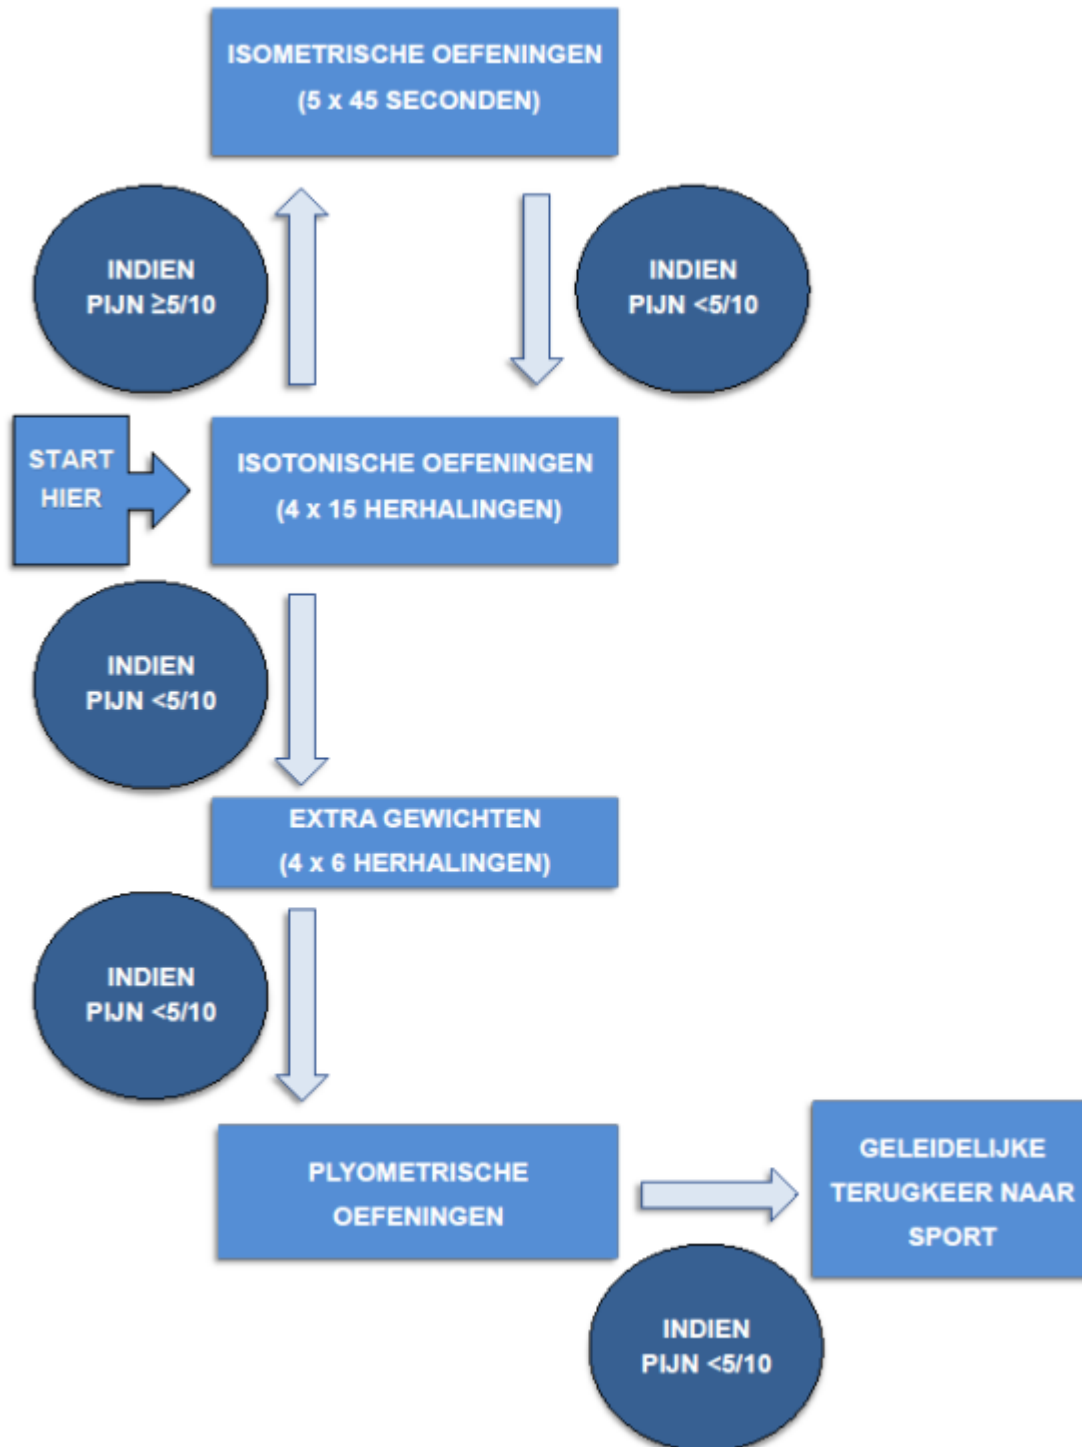 ISOMETRISCHE OEFENINGEN
(5 x 45 SECONDEN)
INDIEN
PIJN ≥5/10
INDIEN
PIJN <5/10
START
HIER
ISOTONISCHE OEFENINGEN
(4 x 15 HERHALINGEN)
INDIEN
PIJN <5/10
EXTRA GEWICHTEN
(4 x 6 HERHALINGEN)
INDIEN
PIJN <5/10
PLYOMETRISCHE
OEFENINGEN
GELEIDELIJKE
TERUGKEER NAAR
SPORT
INDIEN
PIJN <5/10